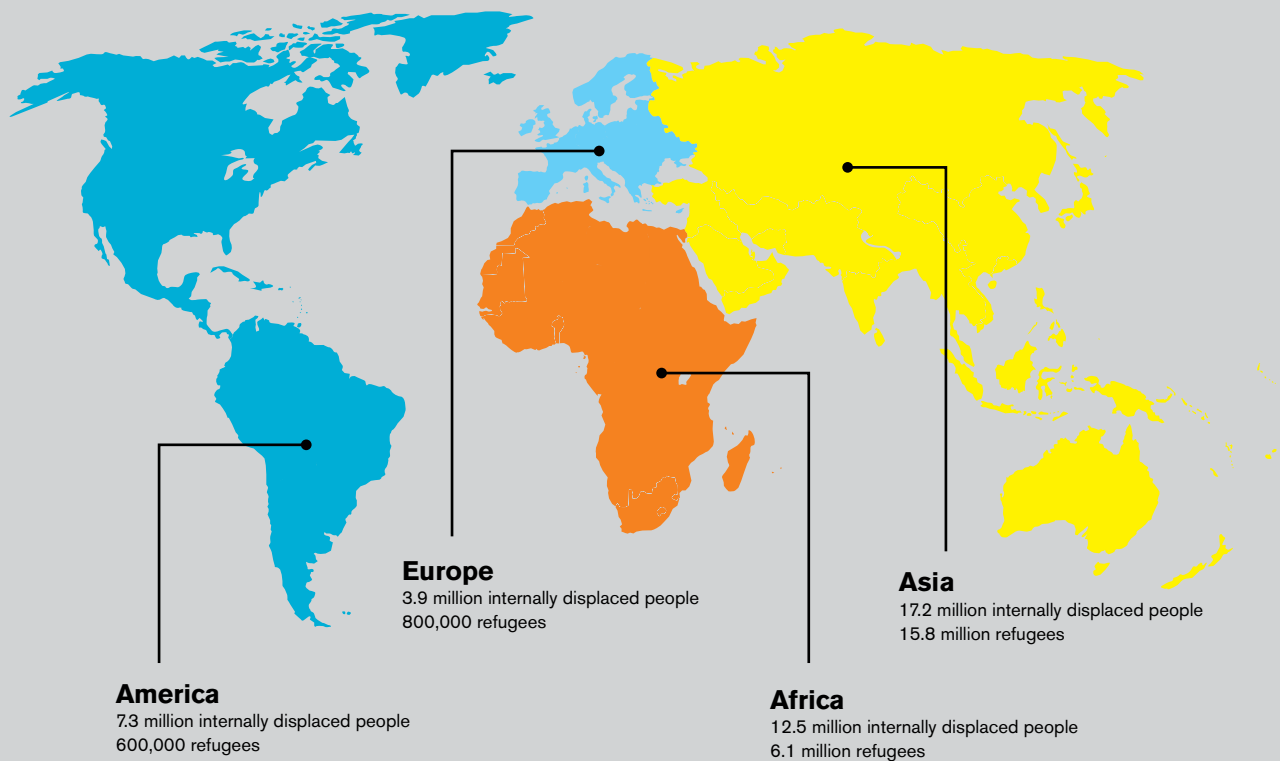 Europe
3.9 million internally displaced people
800,000 refugees
Asia
17.2 million internally displaced people
15.8 million refugees
America
7.3 million internally displaced people
600,000 refugees
Africa
12.5 million internally displaced people
6.1 million refugees